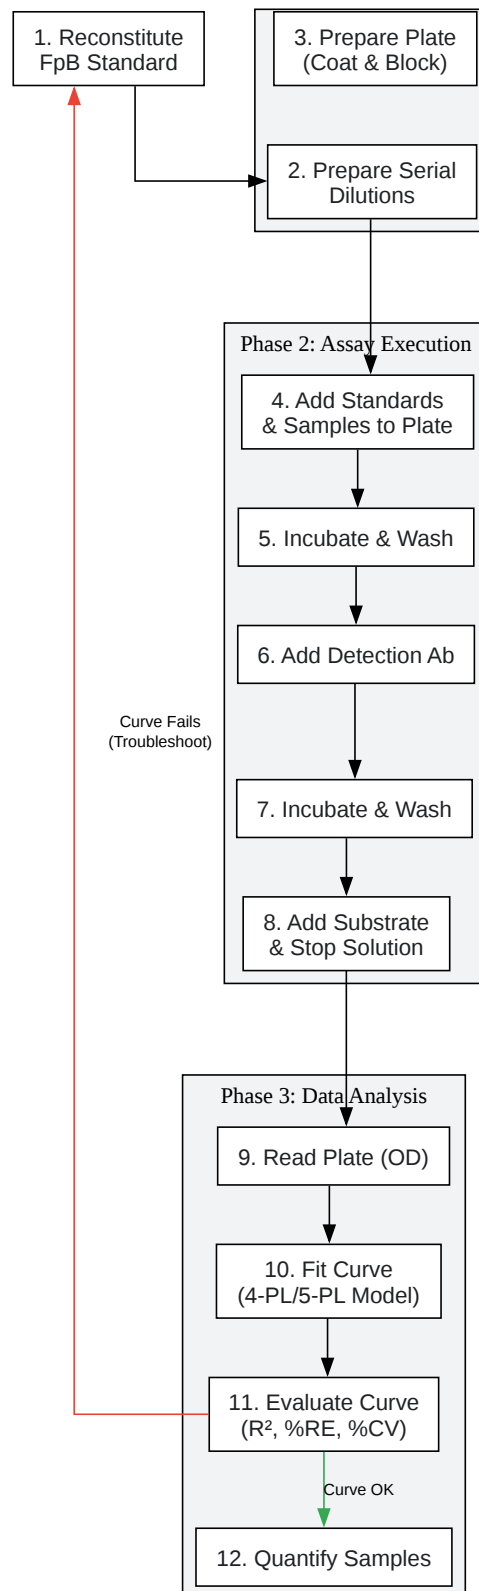 1. Reconstitute
FpB Standard
3. Prepare Plate
(Coat & Block)
2. Prepare Serial
Dilutions
Phase 2: Assay Execution
4. Add Standards
& Samples to Plate
5. Incubate & Wash
6. Add Detection Ab
Curve Fails
(Troubleshoot)
7. Incubate & Wash
8. Add Substrate
& Stop Solution
Phase 3: Data Analysis
9. Read Plate (OD)
10. Fit Curve
(4-PL/5-PL Model)
11. Evaluate Curve
(R², %RE, %CV)
Curve OK
12. Quantify Samples